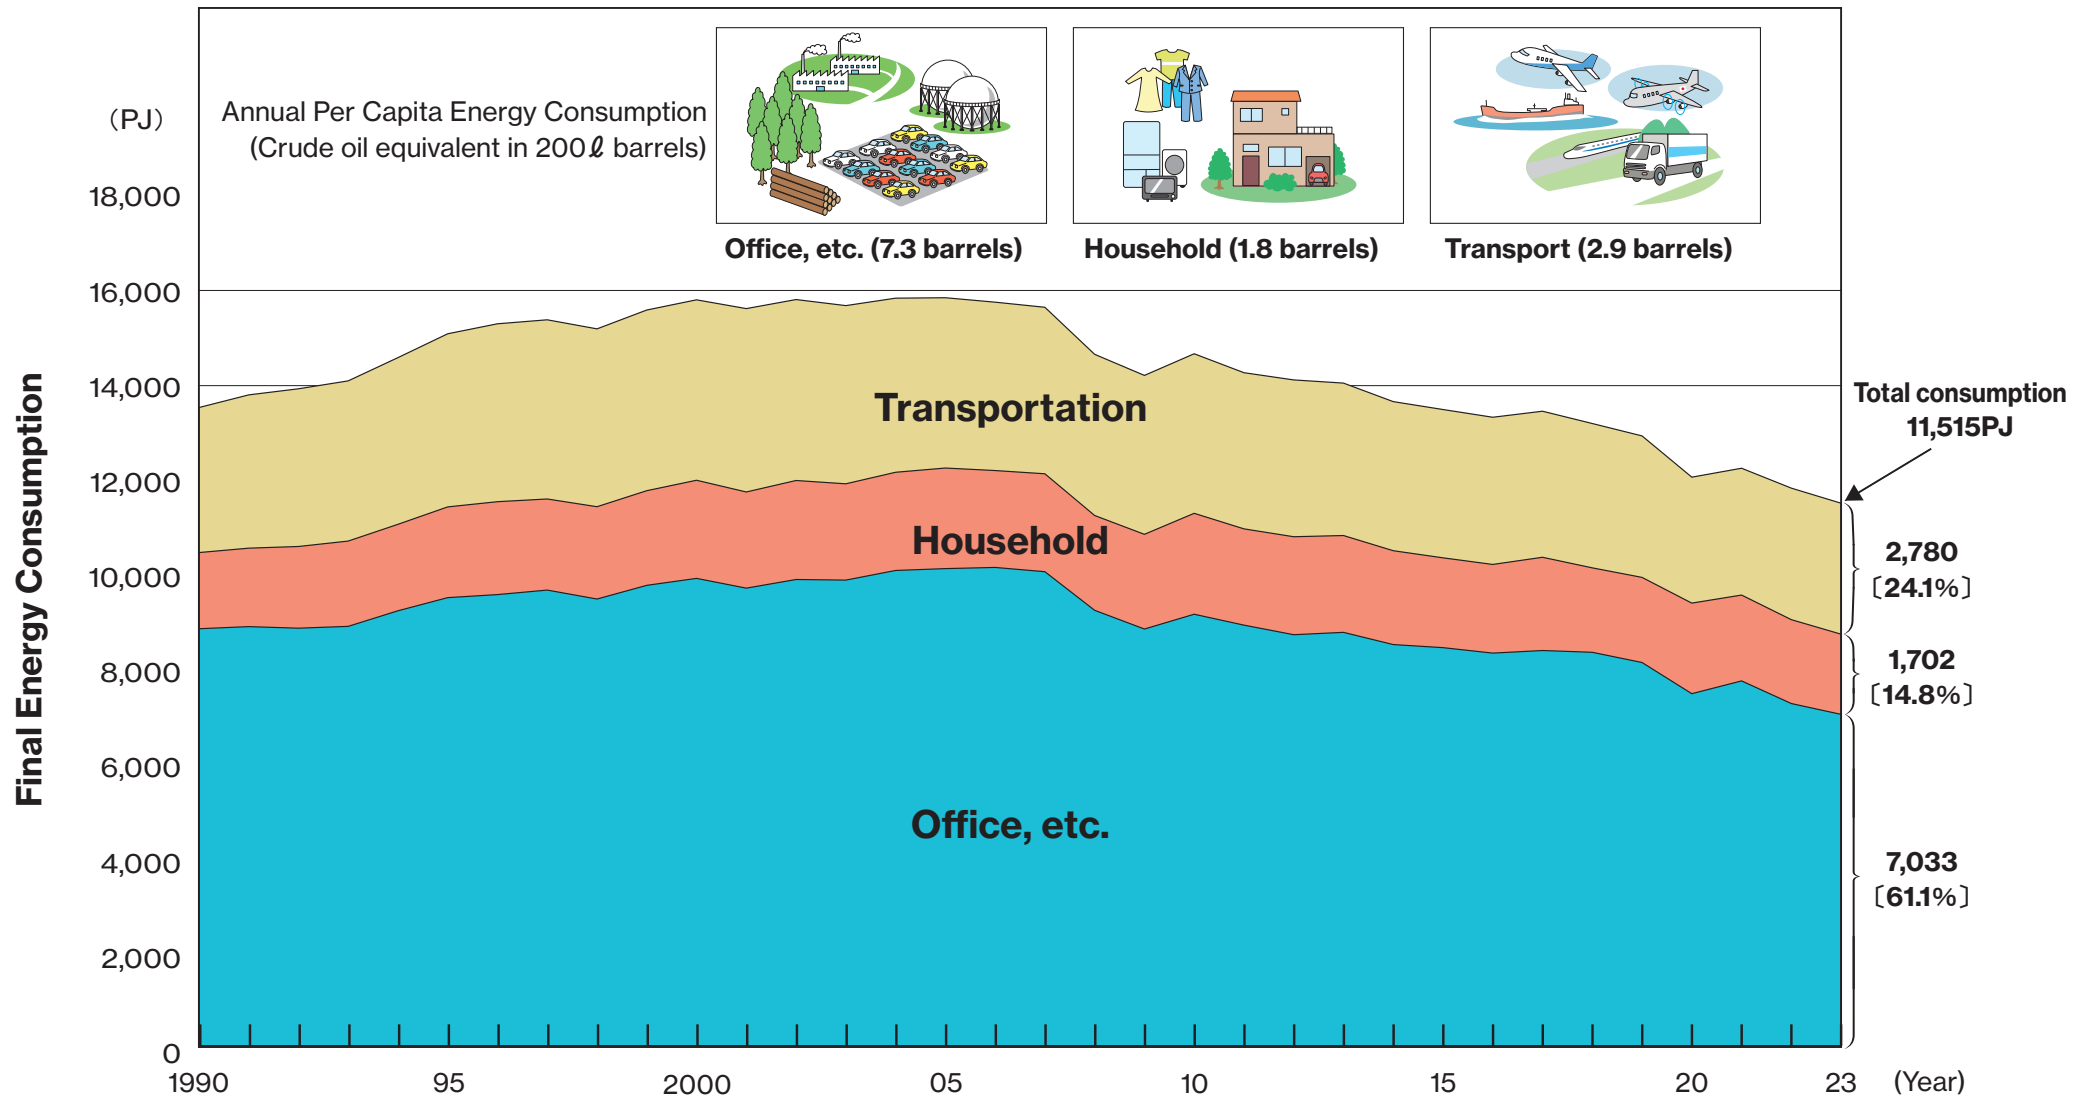 (PJ)
Annual Per Capita Energy Consumption
(Crude oil equivalent in 200ℓ barrels)
Office, etc. (7.3 barrels)
Household (1.8 barrels)
Transport (2.9 barrels)
Final Energy Consumption
18,000
16,000
14,000
12,000
10,000
8,000
6,000
4,000
2,000
0
Transportation
Household
Office, etc.
Total consumption
11,515PJ
2,780
〔24.1%〕
1,702
〔14.8%〕
7,033
〔61.1%〕
1990
95
2000
05
10
15
20
23
(Year)